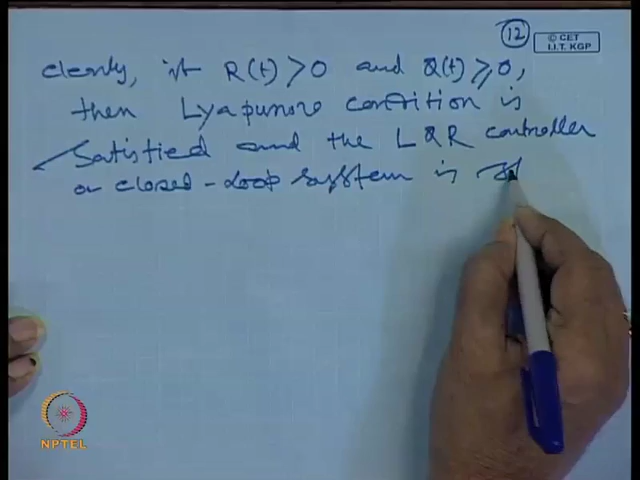 12
© CET
I.I.T. KGP
clearly, if R(t) > 0 and Q(t) ≥ 0,
then Lyapunov condition is
satisfied and the LQR controller
or closed-loop system is
NPTEL